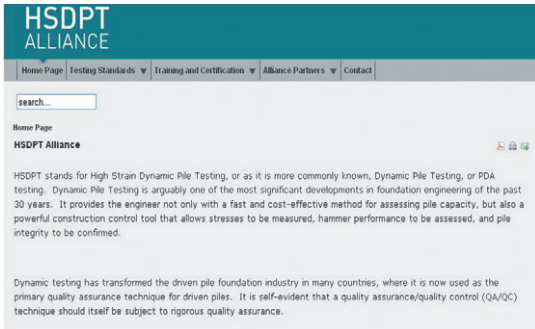 HSDPT
ALLIANCE
Home Page Testing Standards Training and Certification Alliance Partners Contact
search...
Home Page
HSDPT Alliance
HSDPT stands for High Strain Dynamic Pile Testing, or as it is more commonly known, Dynamic Pile Testing, or PDA
testing. Dynamic Pile Testing is arguably one of the most significant developments in foundation engineering of the past
30 years. It provides the engineer not only with a fast and cost-effective method for assessing pile capacity, but also a
powerful construction control tool that allows stresses to be measured, hammer performance to be assessed, and pile
integrity to be confirmed.
Dynamic testing has transformed the driven pile foundation industry in many countries, where it is now used as the
primary quality assurance technique for driven piles. It is self-evident that a quality assurance/quality control (QA/QC)
technique should itself be subject to rigorous quality assurance.